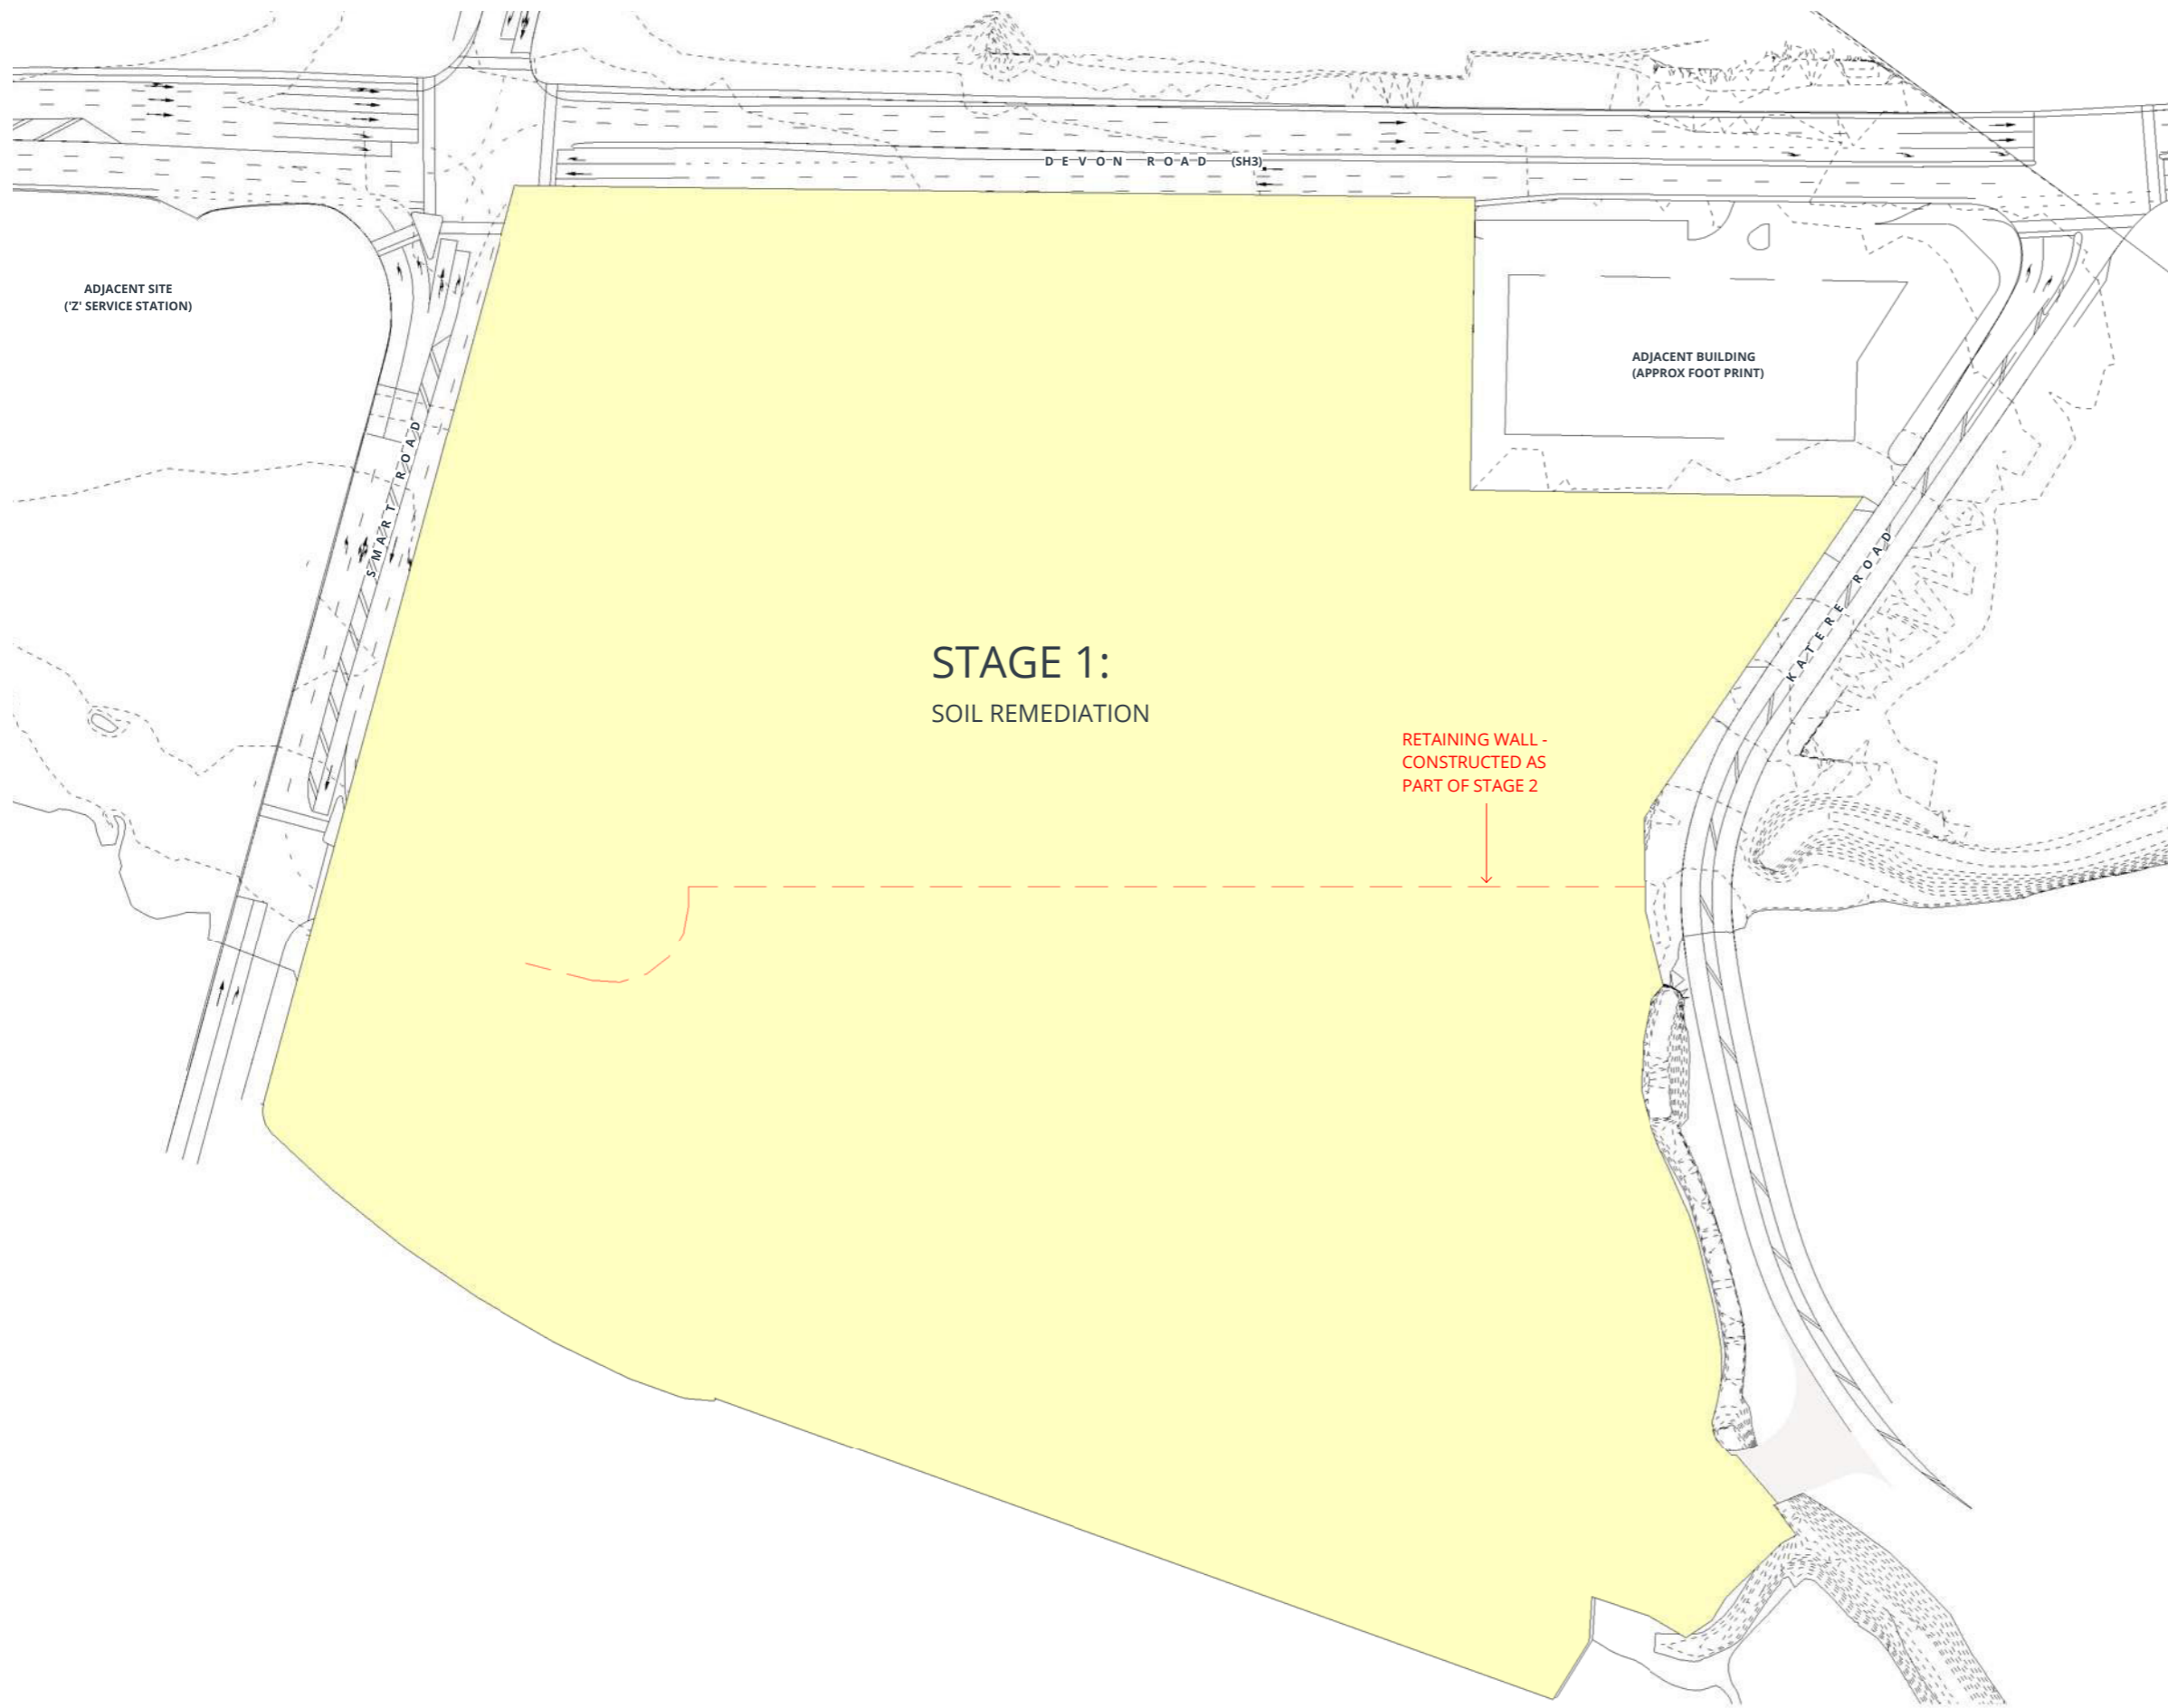 DEVON ROAD (SH3)
ADJACENT SITE
('Z' SERVICE STATION)
ADJACENT BUILDING
(APPROX FOOT PRINT)
SMART ROAD
KATERE ROAD
STAGE 1:
SOIL REMEDIATION
RETAINING WALL -
CONSTRUCTED AS
PART OF STAGE 2